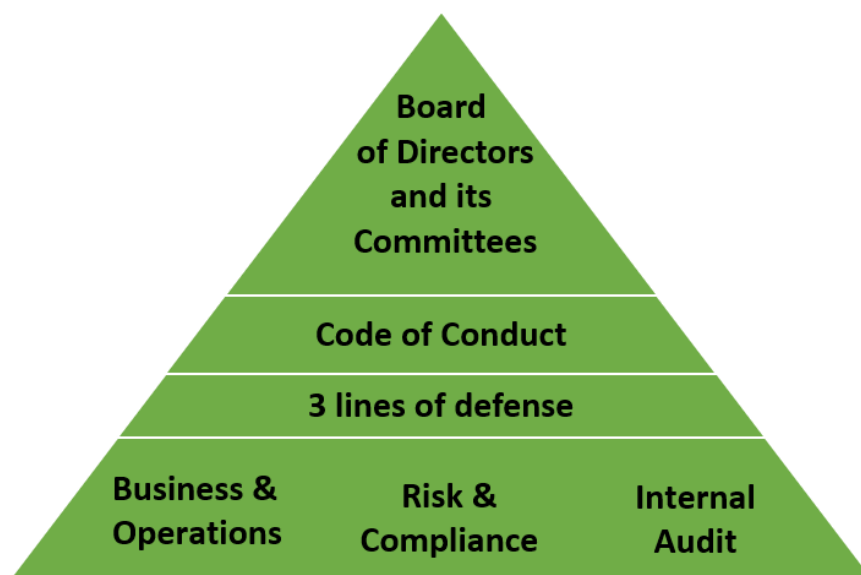 Board
of Directors
and its
Committees
Code of Conduct
3 lines of defense
Business &
Operations
Risk &
Compliance
Internal
Audit